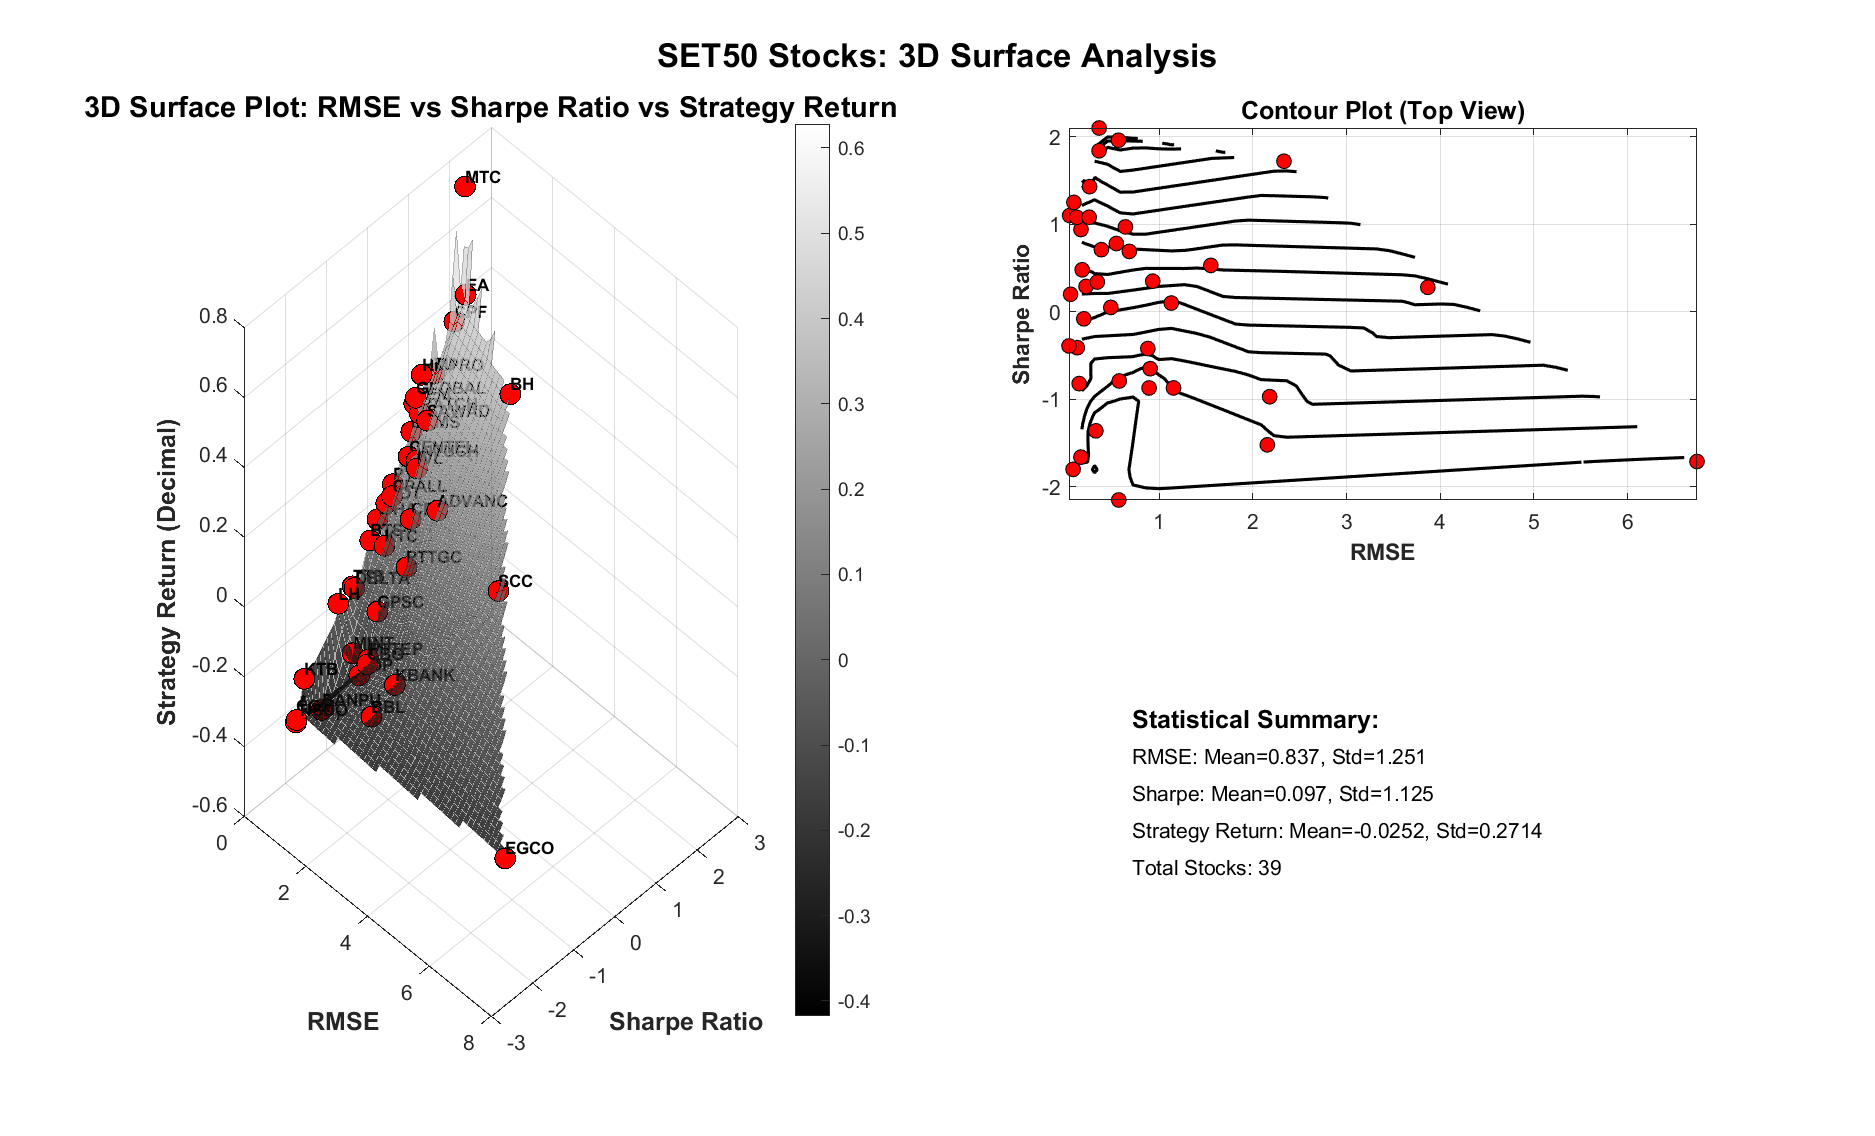 SET50 Stocks: 3D Surface Analysis
3D Surface Plot: RMSE vs Sharpe Ratio vs Strategy Return
MTC
EA
BH
ADVANC
PTTGC
SCC
LH
GPSC
MINT
KTB
KBANK
BANPU
BBL
EGCO
Strategy Return (Decimal)
0.8
0.6
0.4
0.2
0
-0.2
-0.4
-0.6
0
2
4
6
8
RMSE
-3
-2
-1
0
1
2
3
Sharpe Ratio
0.6
0.5
0.4
0.3
0.2
0.1
0
-0.1
-0.2
-0.3
-0.4
Contour Plot (Top View)
2
1
0
-1
-2
Sharpe Ratio
1
2
3
4
5
6
RMSE
Statistical Summary:
RMSE: Mean=0.837, Std=1.251
Sharpe: Mean=0.097, Std=1.125
Strategy Return: Mean=-0.0252, Std=0.2714
Total Stocks: 39